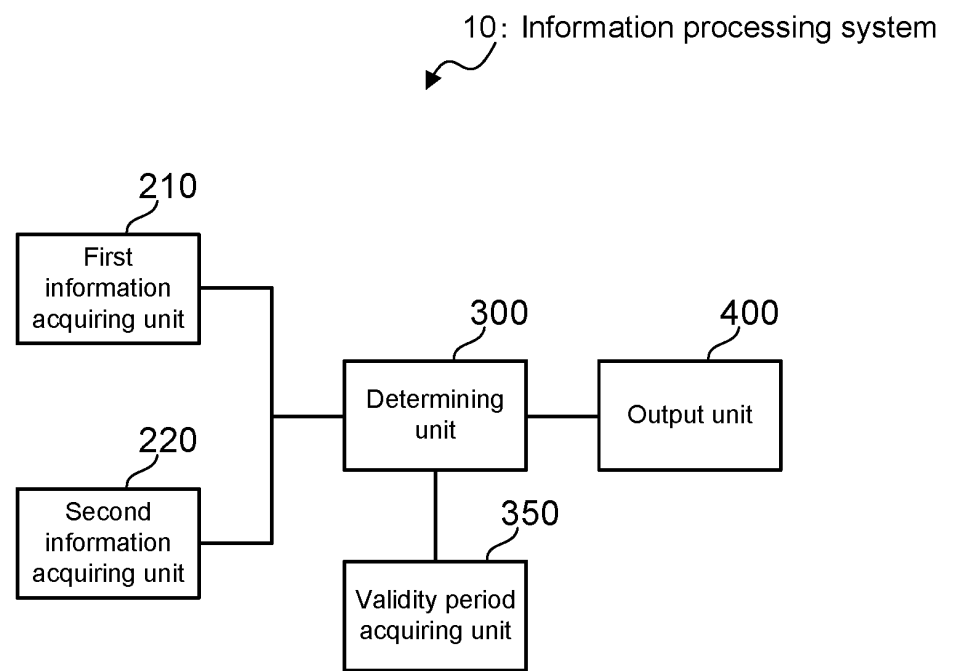 10: Information processing system
210
First
information
acquiring unit
300
400
Determining
unit
Output unit
220
Second
information
acquiring unit
350
Validity period
acquiring unit